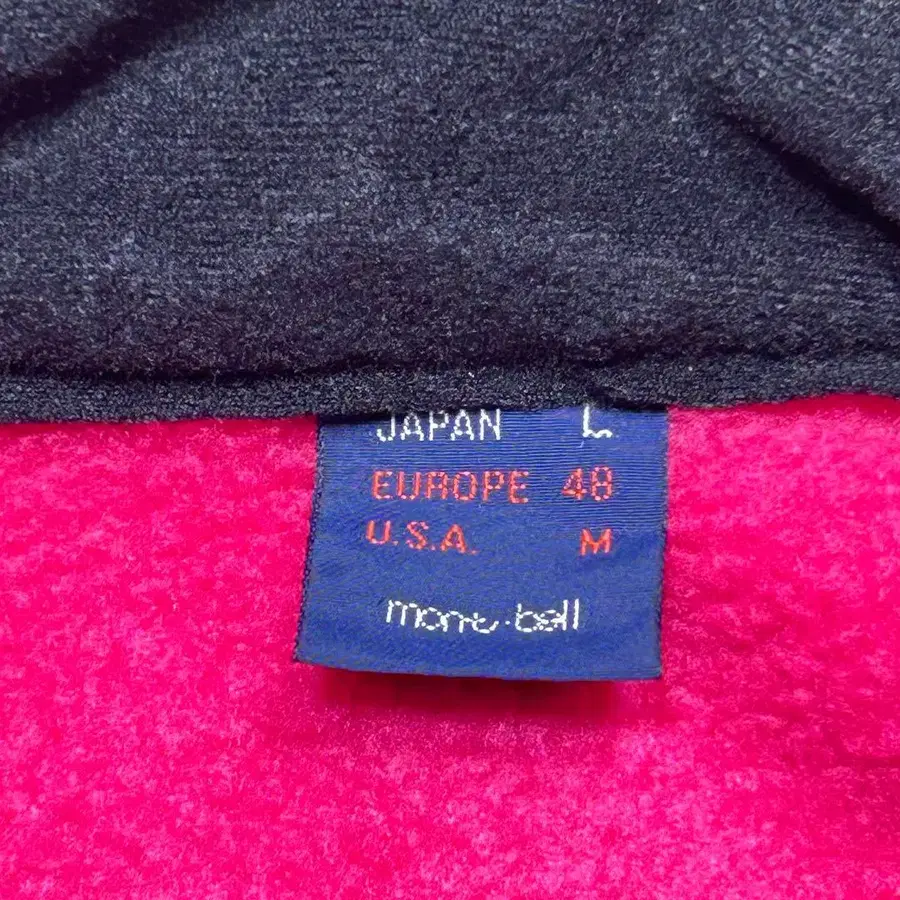 JAPAN L
EUROPE 48
U.S.A. M
mont-bell